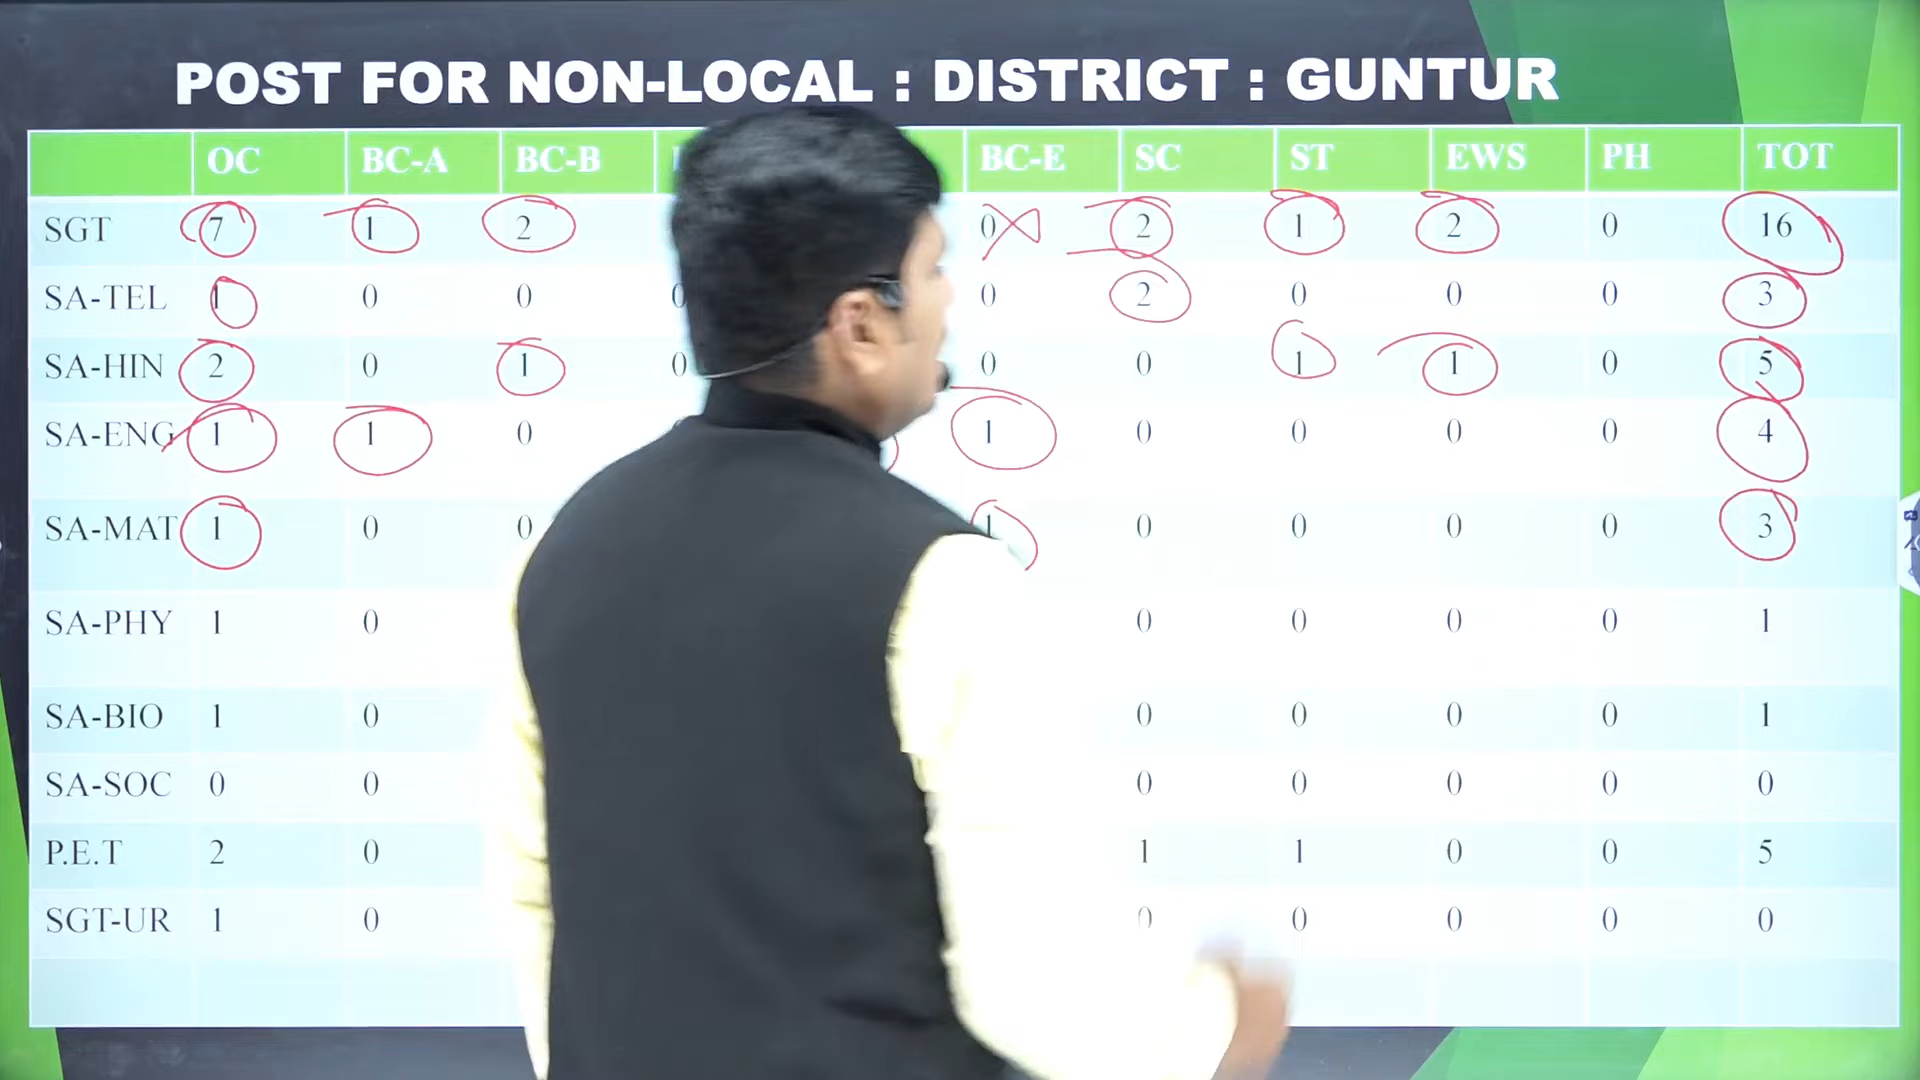 POST FOR NON-LOCAL : DISTRICT : GUNTUR
OC BC-A BC-B BC-E SC ST EWS PH TOT
SGT 7 1 2 0 2 1 2 0 16
SA-TEL 1 0 0 0 0 2 0 0 0 3
SA-HIN 2 0 1 0 0 0 1 1 0 5
SA-ENG 1 1 0 1 0 0 0 0 4
SA-MAT 1 0 0 1 0 0 0 0 3
SA-PHY 1 0 0 0 0 0 1
SA-BIO 1 0 0 0 0 0 1
SA-SOC 0 0 0 0 0 0 0
P.E.T 2 0 1 1 0 0 5
SGT-UR 1 0 0 0 0 0 0